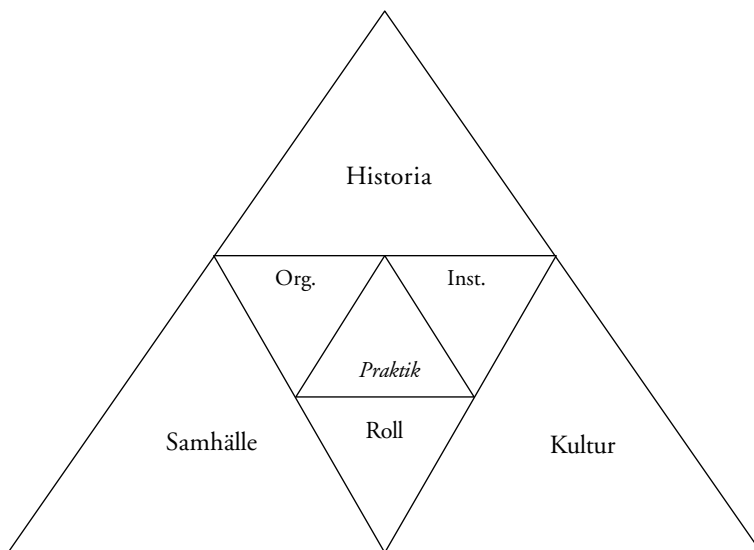 Historia
Org.
Inst.
Praktik
Roll
Samhälle
Kultur